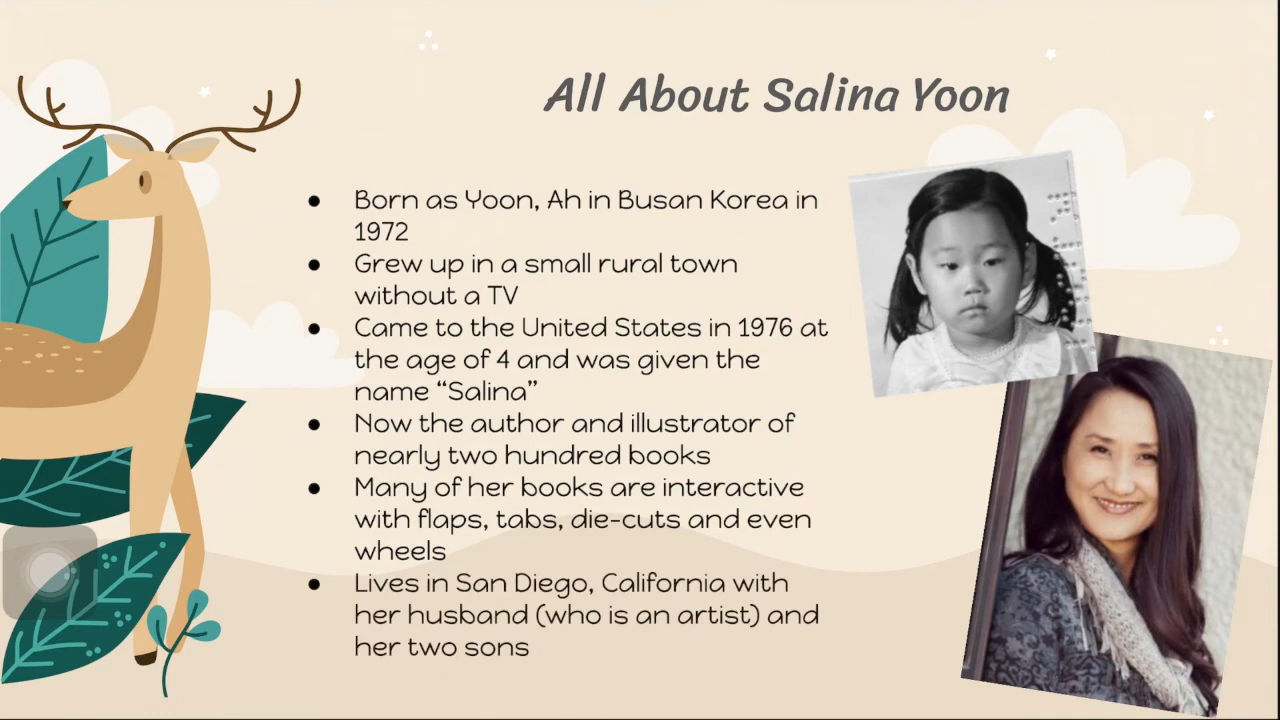 All About Salina Yoon
● Born as Yoon, Ah in Busan Korea in
1972
● Grew up in a small rural town
without a TV
● Came to the United States in 1976 at
the age of 4 and was given the
name “Salina”
● Now the author and illustrator of
nearly two hundred books
● Many of her books are interactive
with flaps, tabs, die-cuts and even
wheels
● Lives in San Diego, California with
her husband (who is an artist) and
her two sons